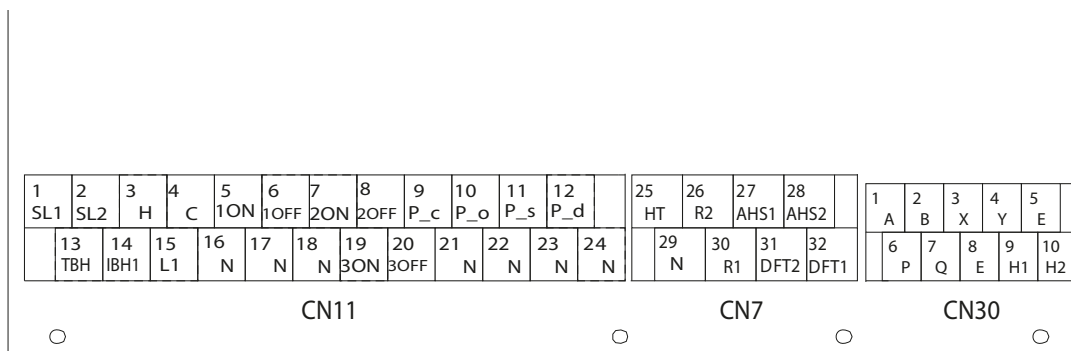 1 2 3 4 5 6 7 8 9 10 11 12
SL1 SL2 H C 1ON 1OFF 2ON 2OFF P_c P_o P_s P_d
13 14 15 16 17 18 19 20 21 22 23 24
TBH IBH1 L1 N N N 3ON 3OFF N N N N
CN11
25 26 27 28
HT R2 AHS1 AHS2
29 30 31 32
N R1 DFT2 DFT1
CN7
1 2 3 4 5
A B X Y E
6 7 8 9 10
P Q E H1 H2
CN30